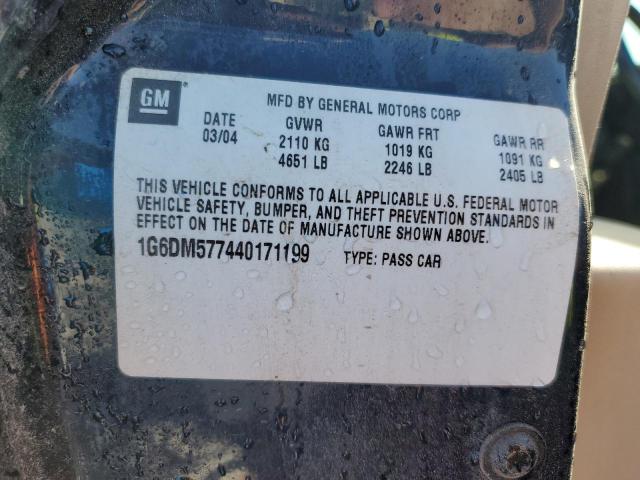 GM
MFD BY GENERAL MOTORS CORP
DATE GVWR GAWR FRT GAWR RR
03/04 2110 KG 1019 KG 1091 KG
4651 LB 2246 LB 2405 LB
THIS VEHICLE CONFORMS TO ALL APPLICABLE U.S. FEDERAL MOTOR
VEHICLE SAFETY, BUMPER, AND THEFT PREVENTION STANDARDS IN
EFFECT ON THE DATE OF MANUFACTURE SHOWN ABOVE.
1G6DM577440171199 TYPE: PASS CAR